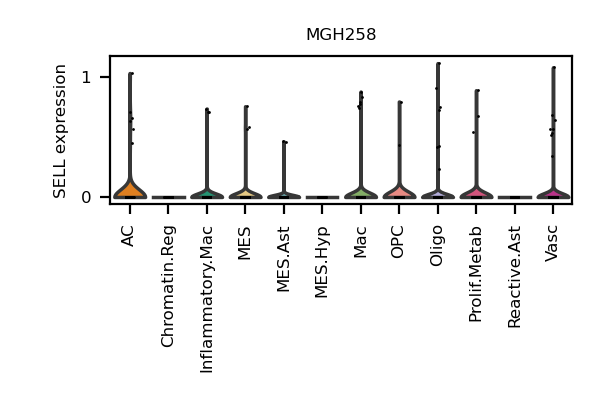 MGH258
SELL expression
1
0
AC
Chromatin.Reg
Inflammatory.Mac
MES
MES.Ast
MES.Hyp
Mac
OPC
Oligo
Prolif.Metab
Reactive.Ast
Vasc